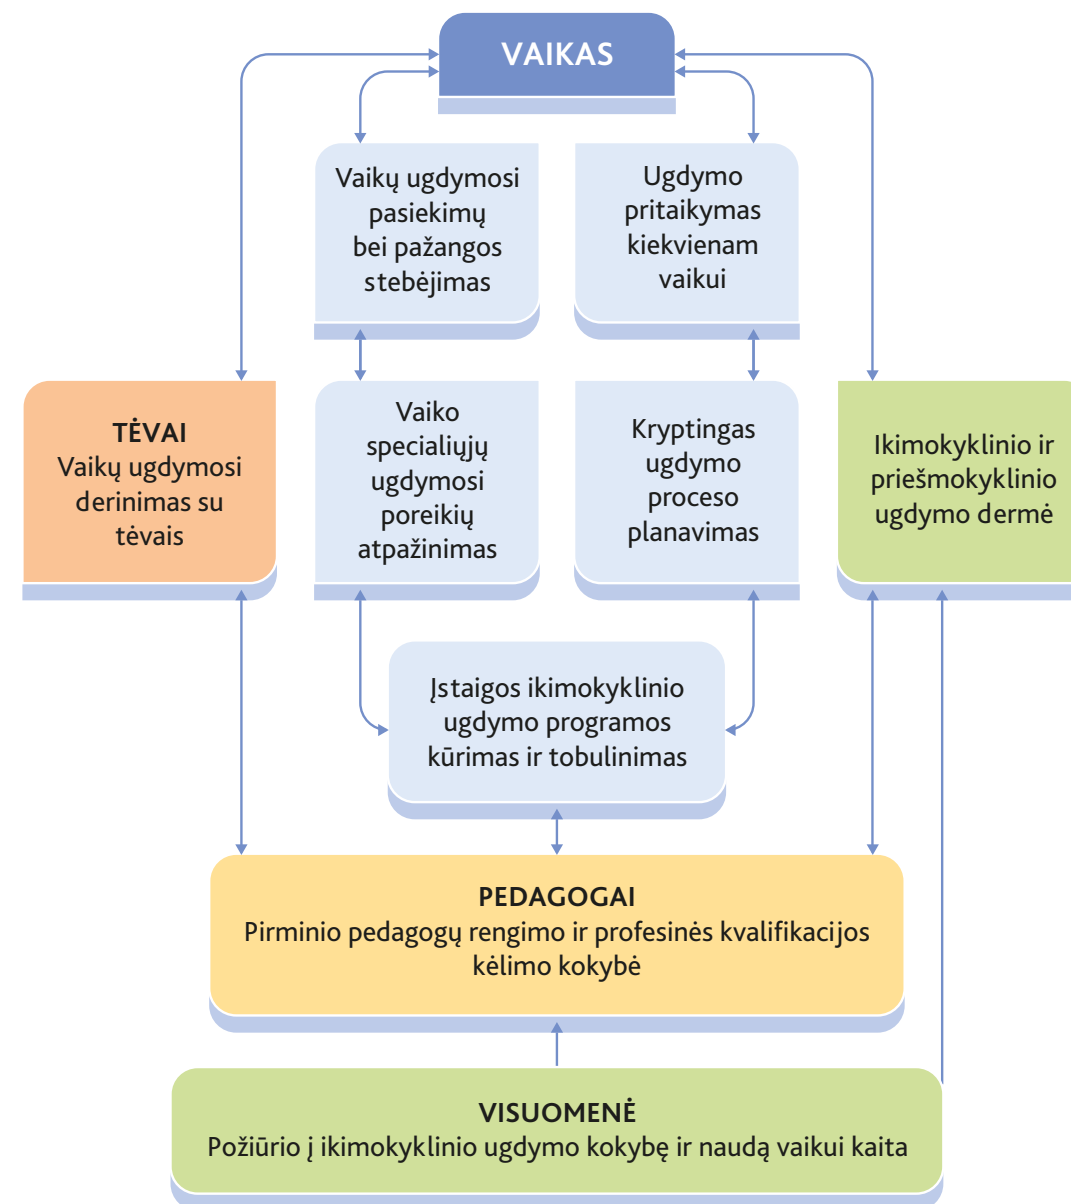 VAIKAS
Vaikų ugdymosi
pasiekimų
bei pažangos
stebėjimas
Ugdymo
pritaikymas
kiekvienam
vaikui
TĖVAI
Vaikų ugdymosi
derinimas su
tėvais
Vaiko
specialiųjų
ugdymosi
poreikių
atpažinimas
Kryptingas
ugdymo
proceso
planavimas
Ikimokyklinio ir
priešmokyklinio
ugdymo dermė
Įstaigos ikimokyklinio
ugdymo programos
kūrimas ir tobulinimas
PEDAGOGAI
Pirminio pedagogų rengimo ir profesinės kvalifikacijos
kėlimo kokybė
VISUOMENĖ
Požiūrio į ikimokyklinio ugdymo kokybę ir naudą vaikui kaita